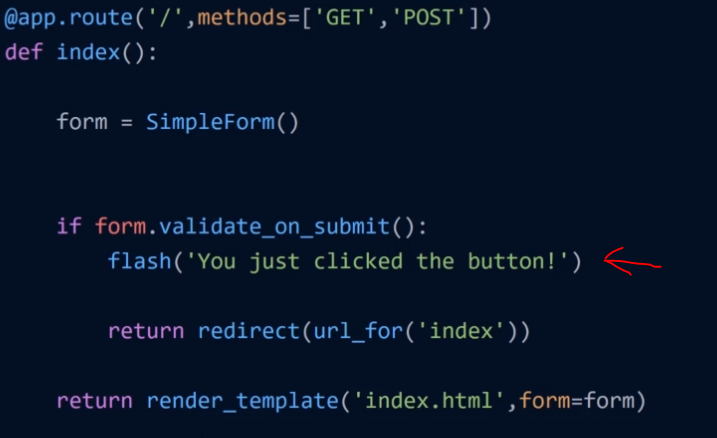 @app.route('/',methods=['GET','POST'])
def index():
form = SimpleForm()
if form.validate_on_submit():
flash('You just clicked the button!')
return redirect(url_for('index'))
return render_template('index.html',form=form)